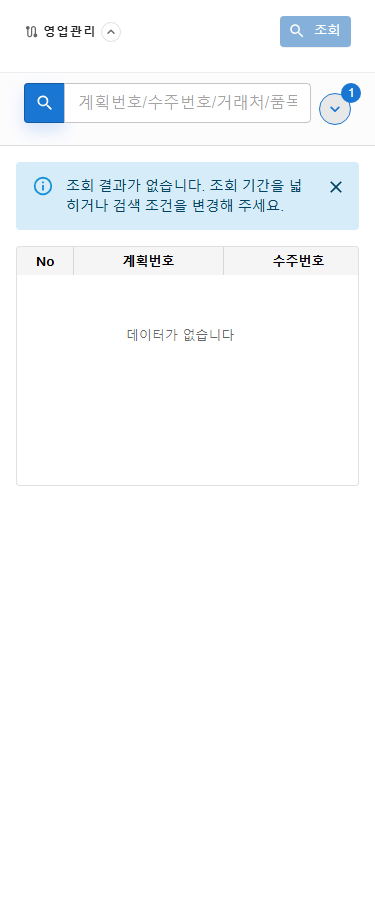 영업관리
조회
계획번호/수주번호/거래처/품목
1
조회 결과가 없습니다. 조회 기간을 넓
히거나 검색 조건을 변경해 주세요.
No 계획번호 수주번호
데이터가 없습니다